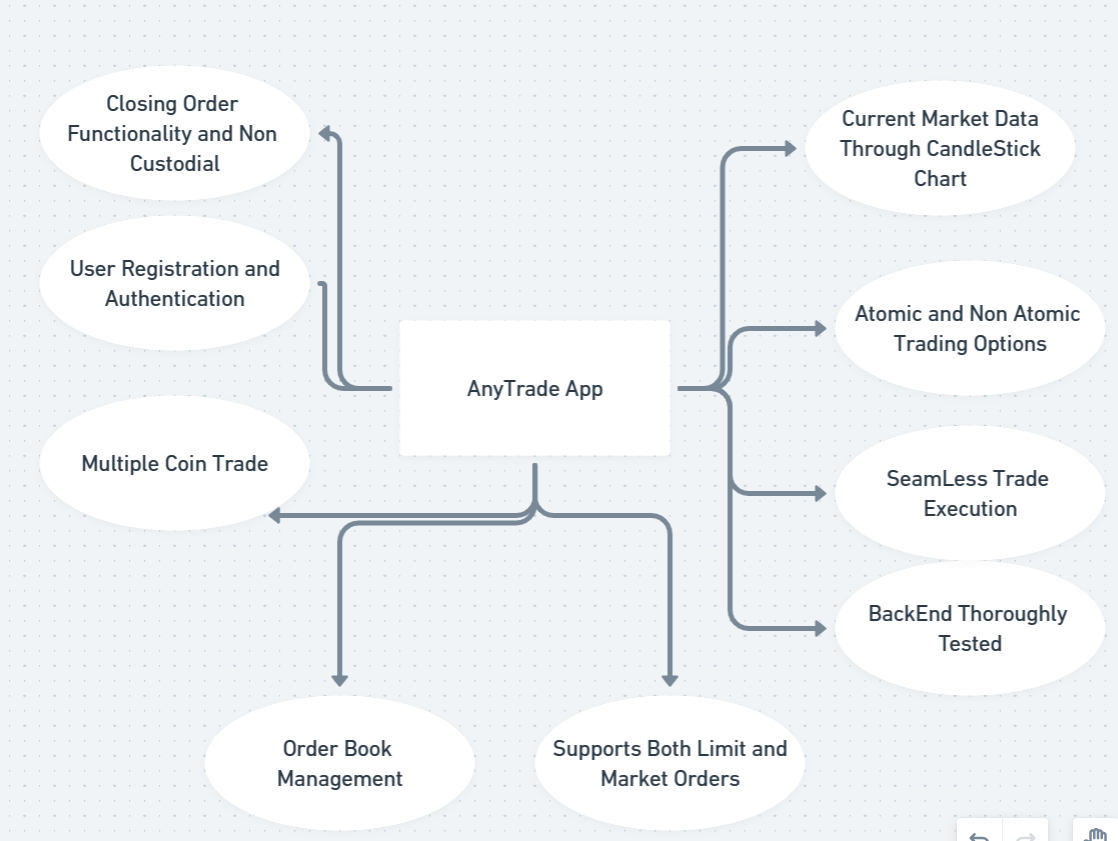 Closing Order
Functionality and Non
Custodial
User Registration and
Authentication
Multiple Coin Trade
AnyTrade App
Current Market Data
Through CandleStick
Chart
Atomic and Non Atomic
Trading Options
SeamLess Trade
Execution
BackEnd Thoroughly
Tested
Order Book
Management
Supports Both Limit and
Market Orders